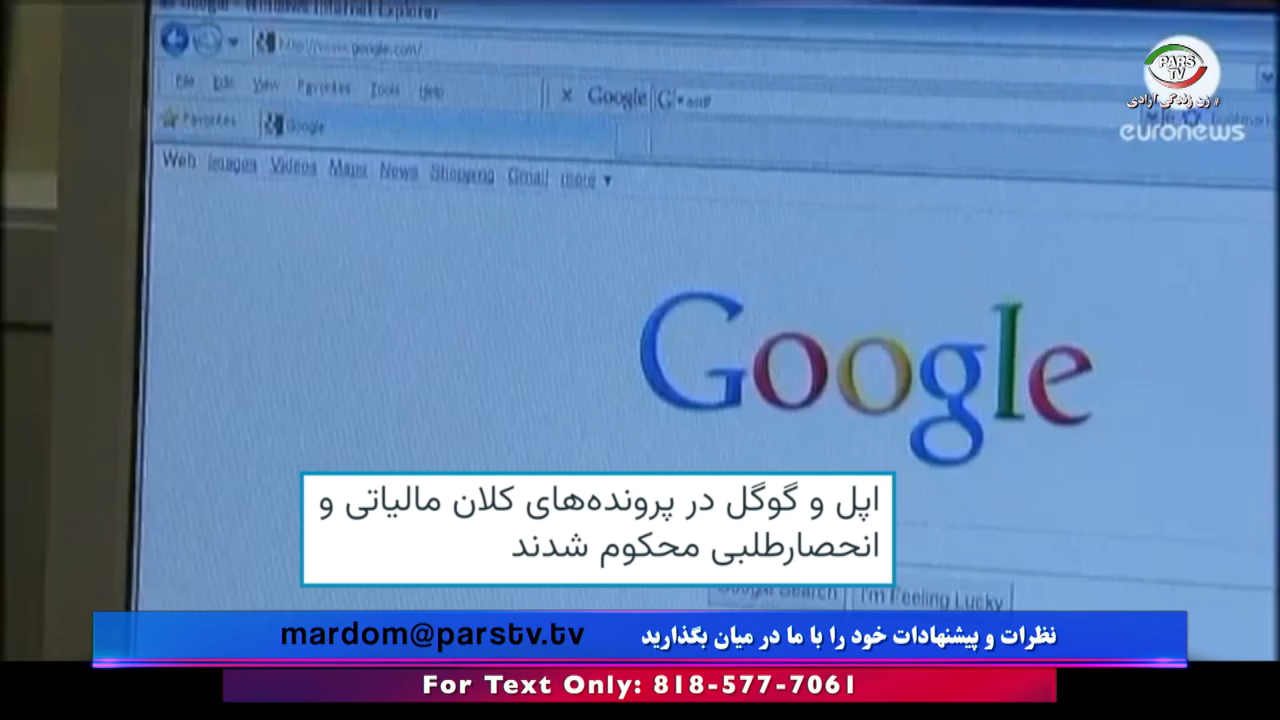 Google - Windows Internet Explorer
http://www.google.com/
File Edit View Favorites Tools Help
x Google G
Favorites Google
Web Images Videos Maps News Shopping Gmail more ▼
PARS
TV
# زن زندگی آزادی
euronews
Google
اپل و گوگل در پرونده‌های کلان مالیاتی و
انحصارطلبی محکوم شدند
Google Search I'm Feeling Lucky
نظرات و پیشنهادات خود را با ما در میان بگذارید mardom@parstv.tv
For Text Only: 818-577-7061